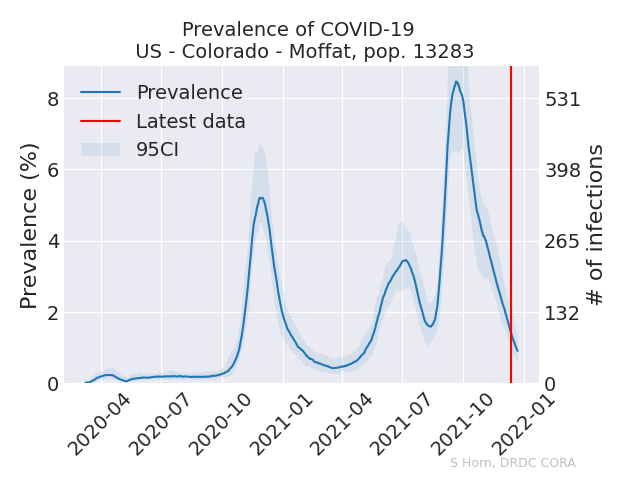 Prevalence of COVID-19
US - Colorado - Moffat, pop. 13283
Prevalence
Latest data
95CI
Prevalence (%)
8
6
4
2
0
531
398
265
132
0
# of infections
2020-04
2020-07
2020-10
2021-01
2021-04
2021-07
2021-10
2022-01
S Horn, DRDC CORA